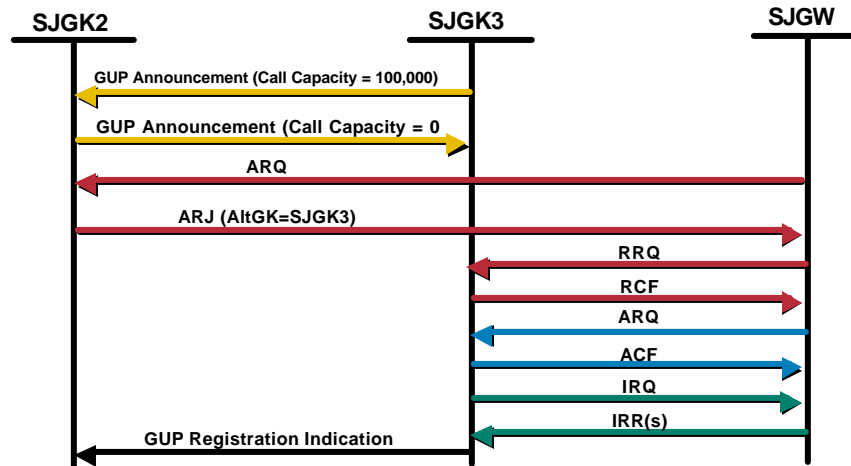 SJGK2
SJGK3
SJGW
GUP Announcement (Call Capacity = 100,000)
GUP Announcement (Call Capacity = 0
ARQ
ARJ (AltGK=SJGK3)
RRQ
RCF
ARQ
ACF
IRQ
IRR(s)
GUP Registration Indication